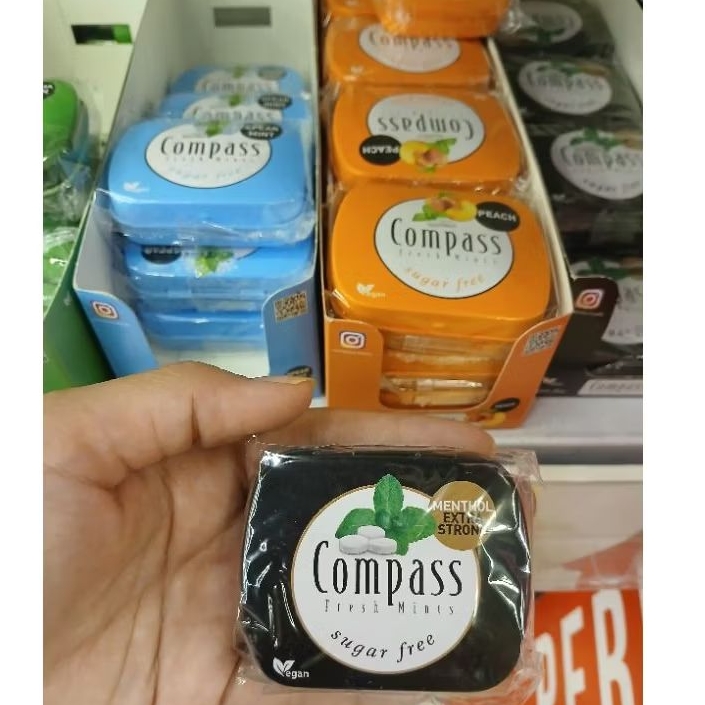 SPEAR
MINT
Compass
Fresh Mints
sugar free
Compass
Compass
PEACH
PEACH
Compass
Fresh Mints
sugar free
Vegan
Compass
Compass
sugar free
Compass
MENTHOL
EXTRA
STRONG
Compass
Fresh Mints
sugar free
Vegan
PER